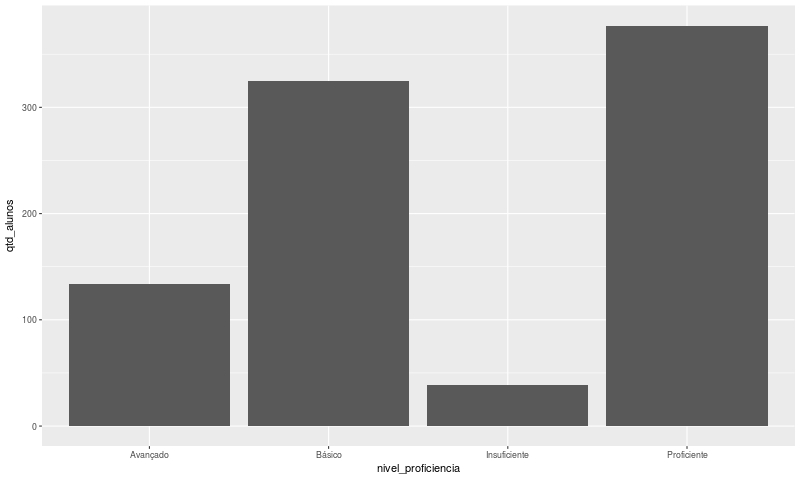 qtd_alunos
300
200
100
0
Avançado Básico Insuficiente Proficiente
nivel_proficiencia